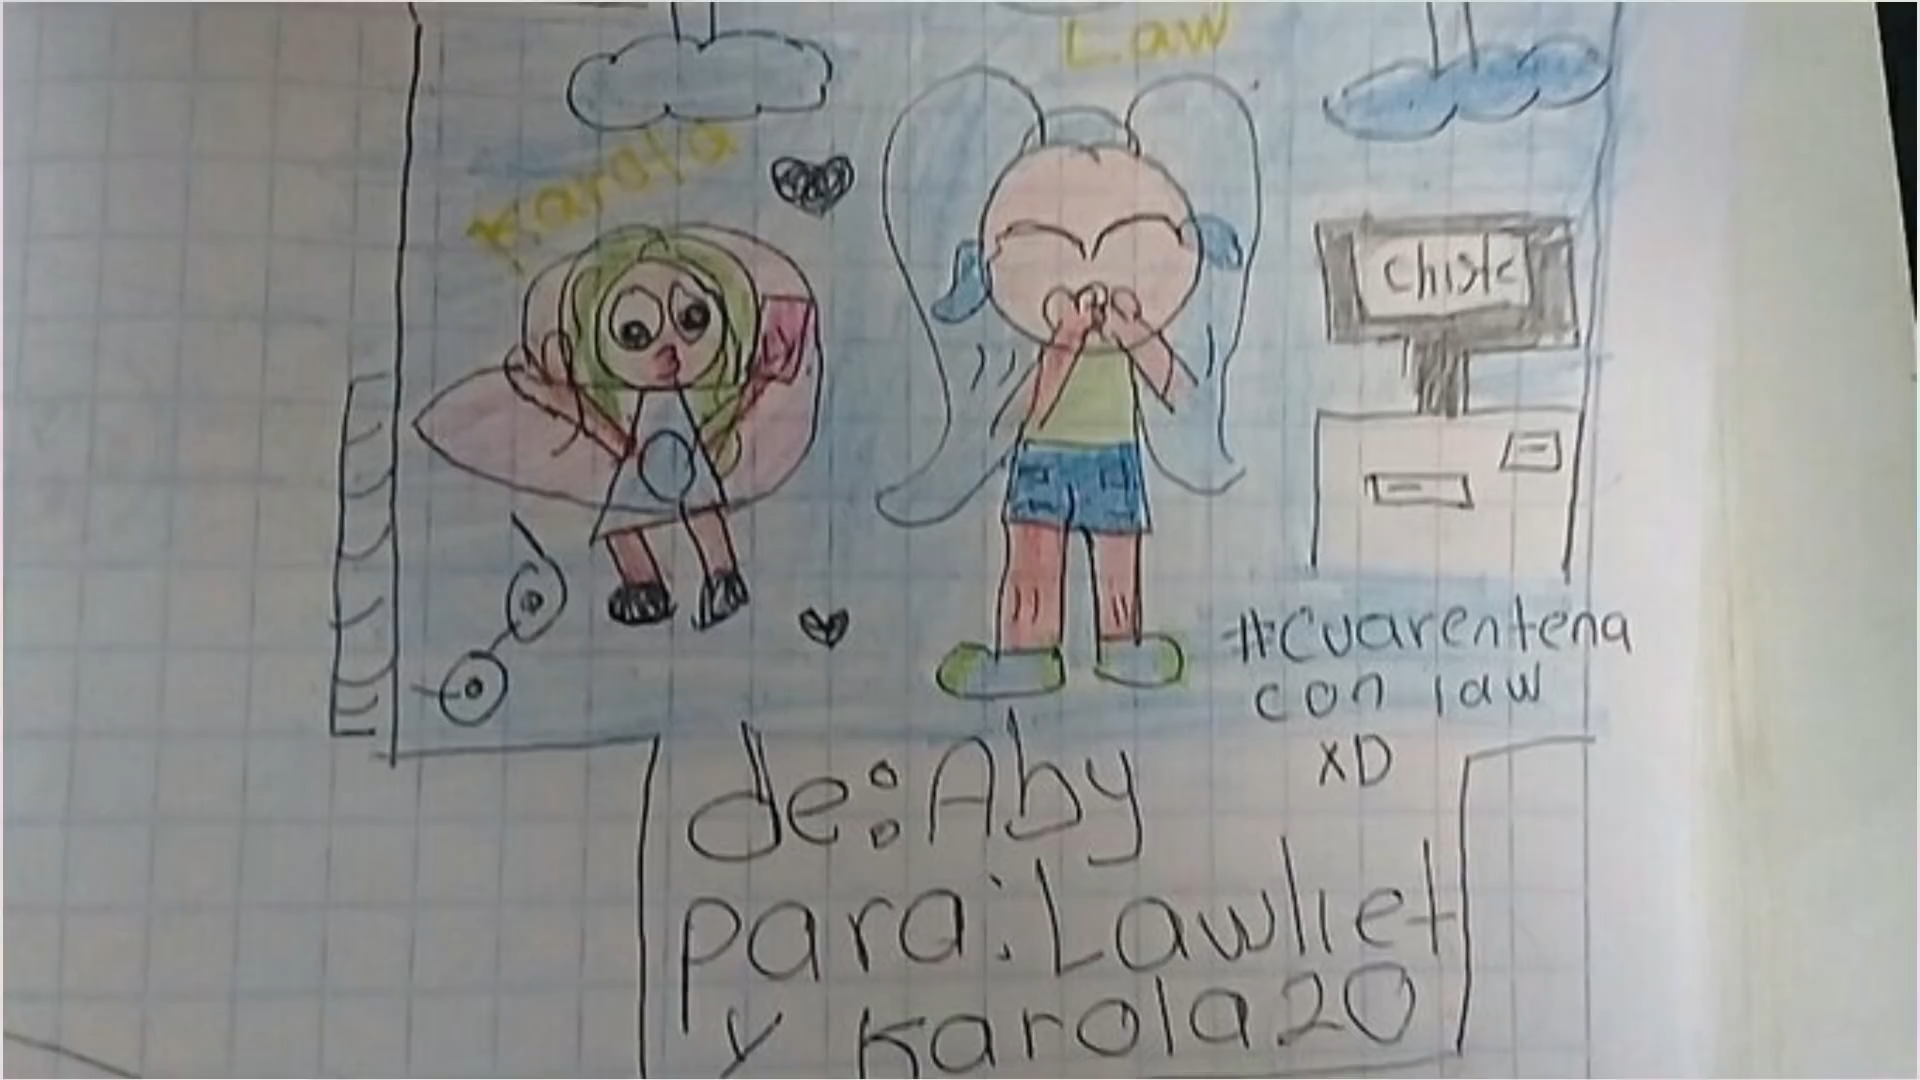 Law
Karola
chiste
#Cuarentena
con law
XD
de: Aby
para: Lawliet
y Karola20